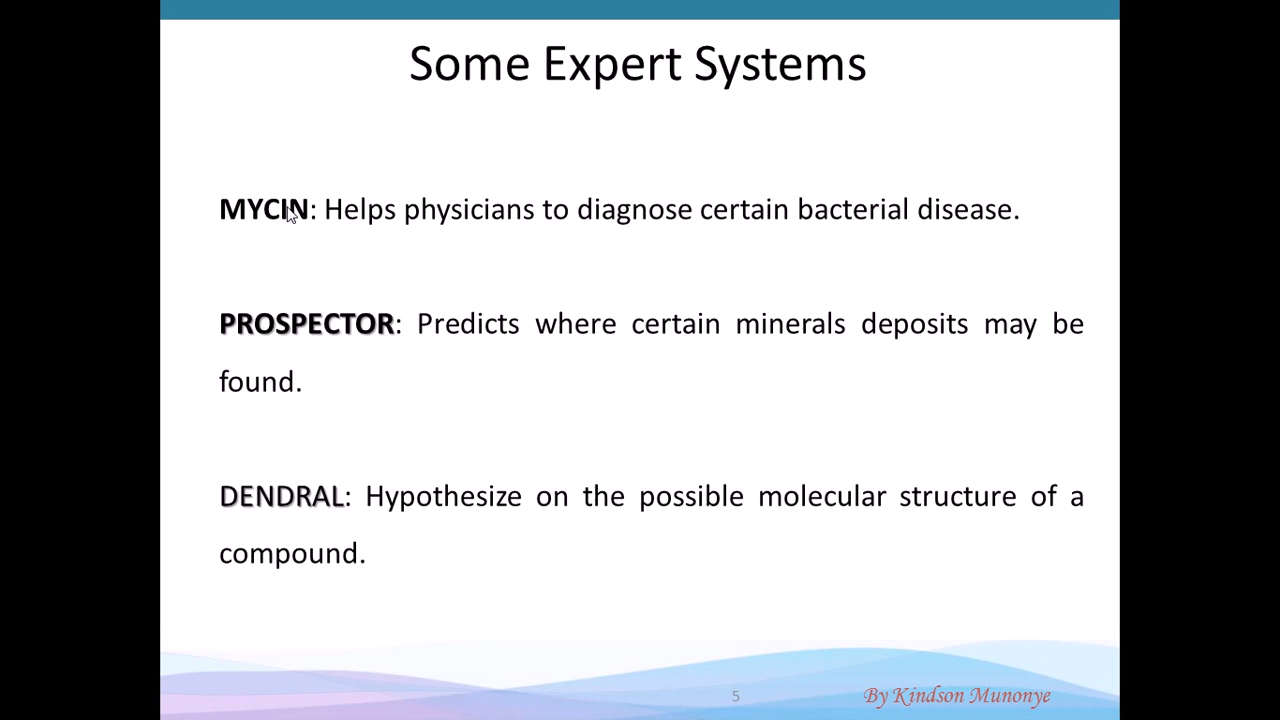 Some Expert Systems
MYCIN: Helps physicians to diagnose certain bacterial disease.
PROSPECTOR: Predicts where certain minerals deposits may be
found.
DENDRAL: Hypothesize on the possible molecular structure of a
compound.
5
By Kindson Munonye